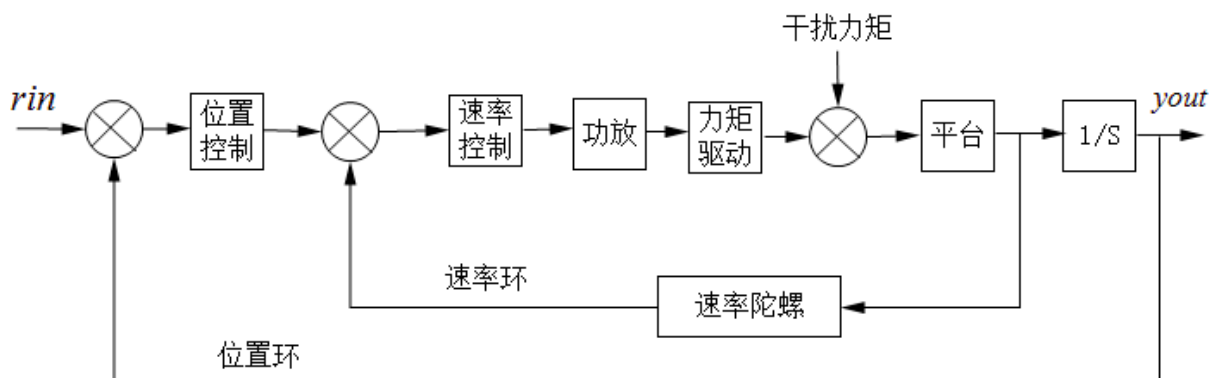 干扰力矩
rin
位置
控制
速率
控制
功放
力矩
驱动
平台
1/S
yout
速率环
速率陀螺
位置环